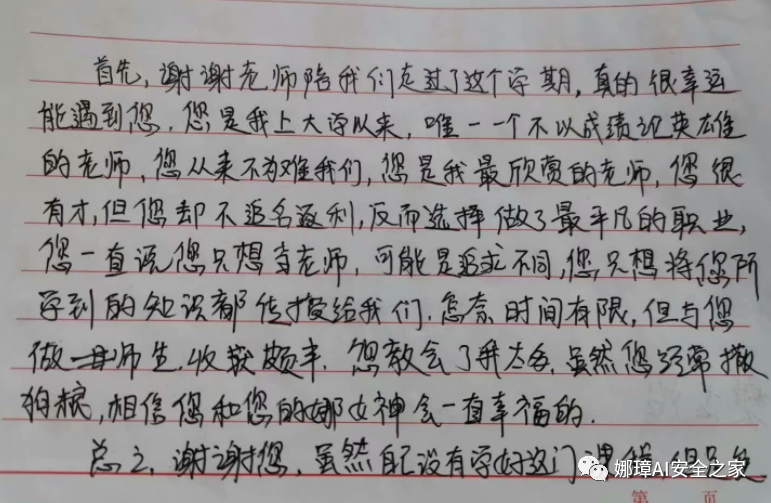 首先，谢谢老师陪我们走过了这个学期，真的很幸运
能遇到您．您是我上大学以来，唯一一个不以成绩论英雄
的老师，您从来不为难我们，您是我最欣赏的老师，您很
有才，但您却不追名逐利，反而选择做了最平凡的职业，
您一直说您只想当老师，可能是追求不同，您只想将您所
学到的知识都传授给我们．怎奈时间有限，但与您
做一师生．收获颇丰．您教会了我太多．虽然您经常撒
狗粮，相信您和您的娜女神会一直幸福的．
总之，谢谢您，虽然自己没有学好这门
娜璋AI安全之家
第 页